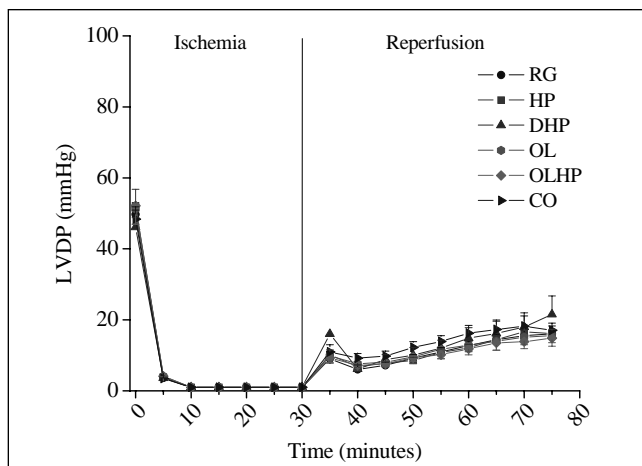 100
Ischemia
Reperfusion
RG
HP
80
DHP
OL
OLHP
60
CO
LVDP (mmHg)
40
20
0
0
10
20
30
40
50
60
70
80
Time (minutes)